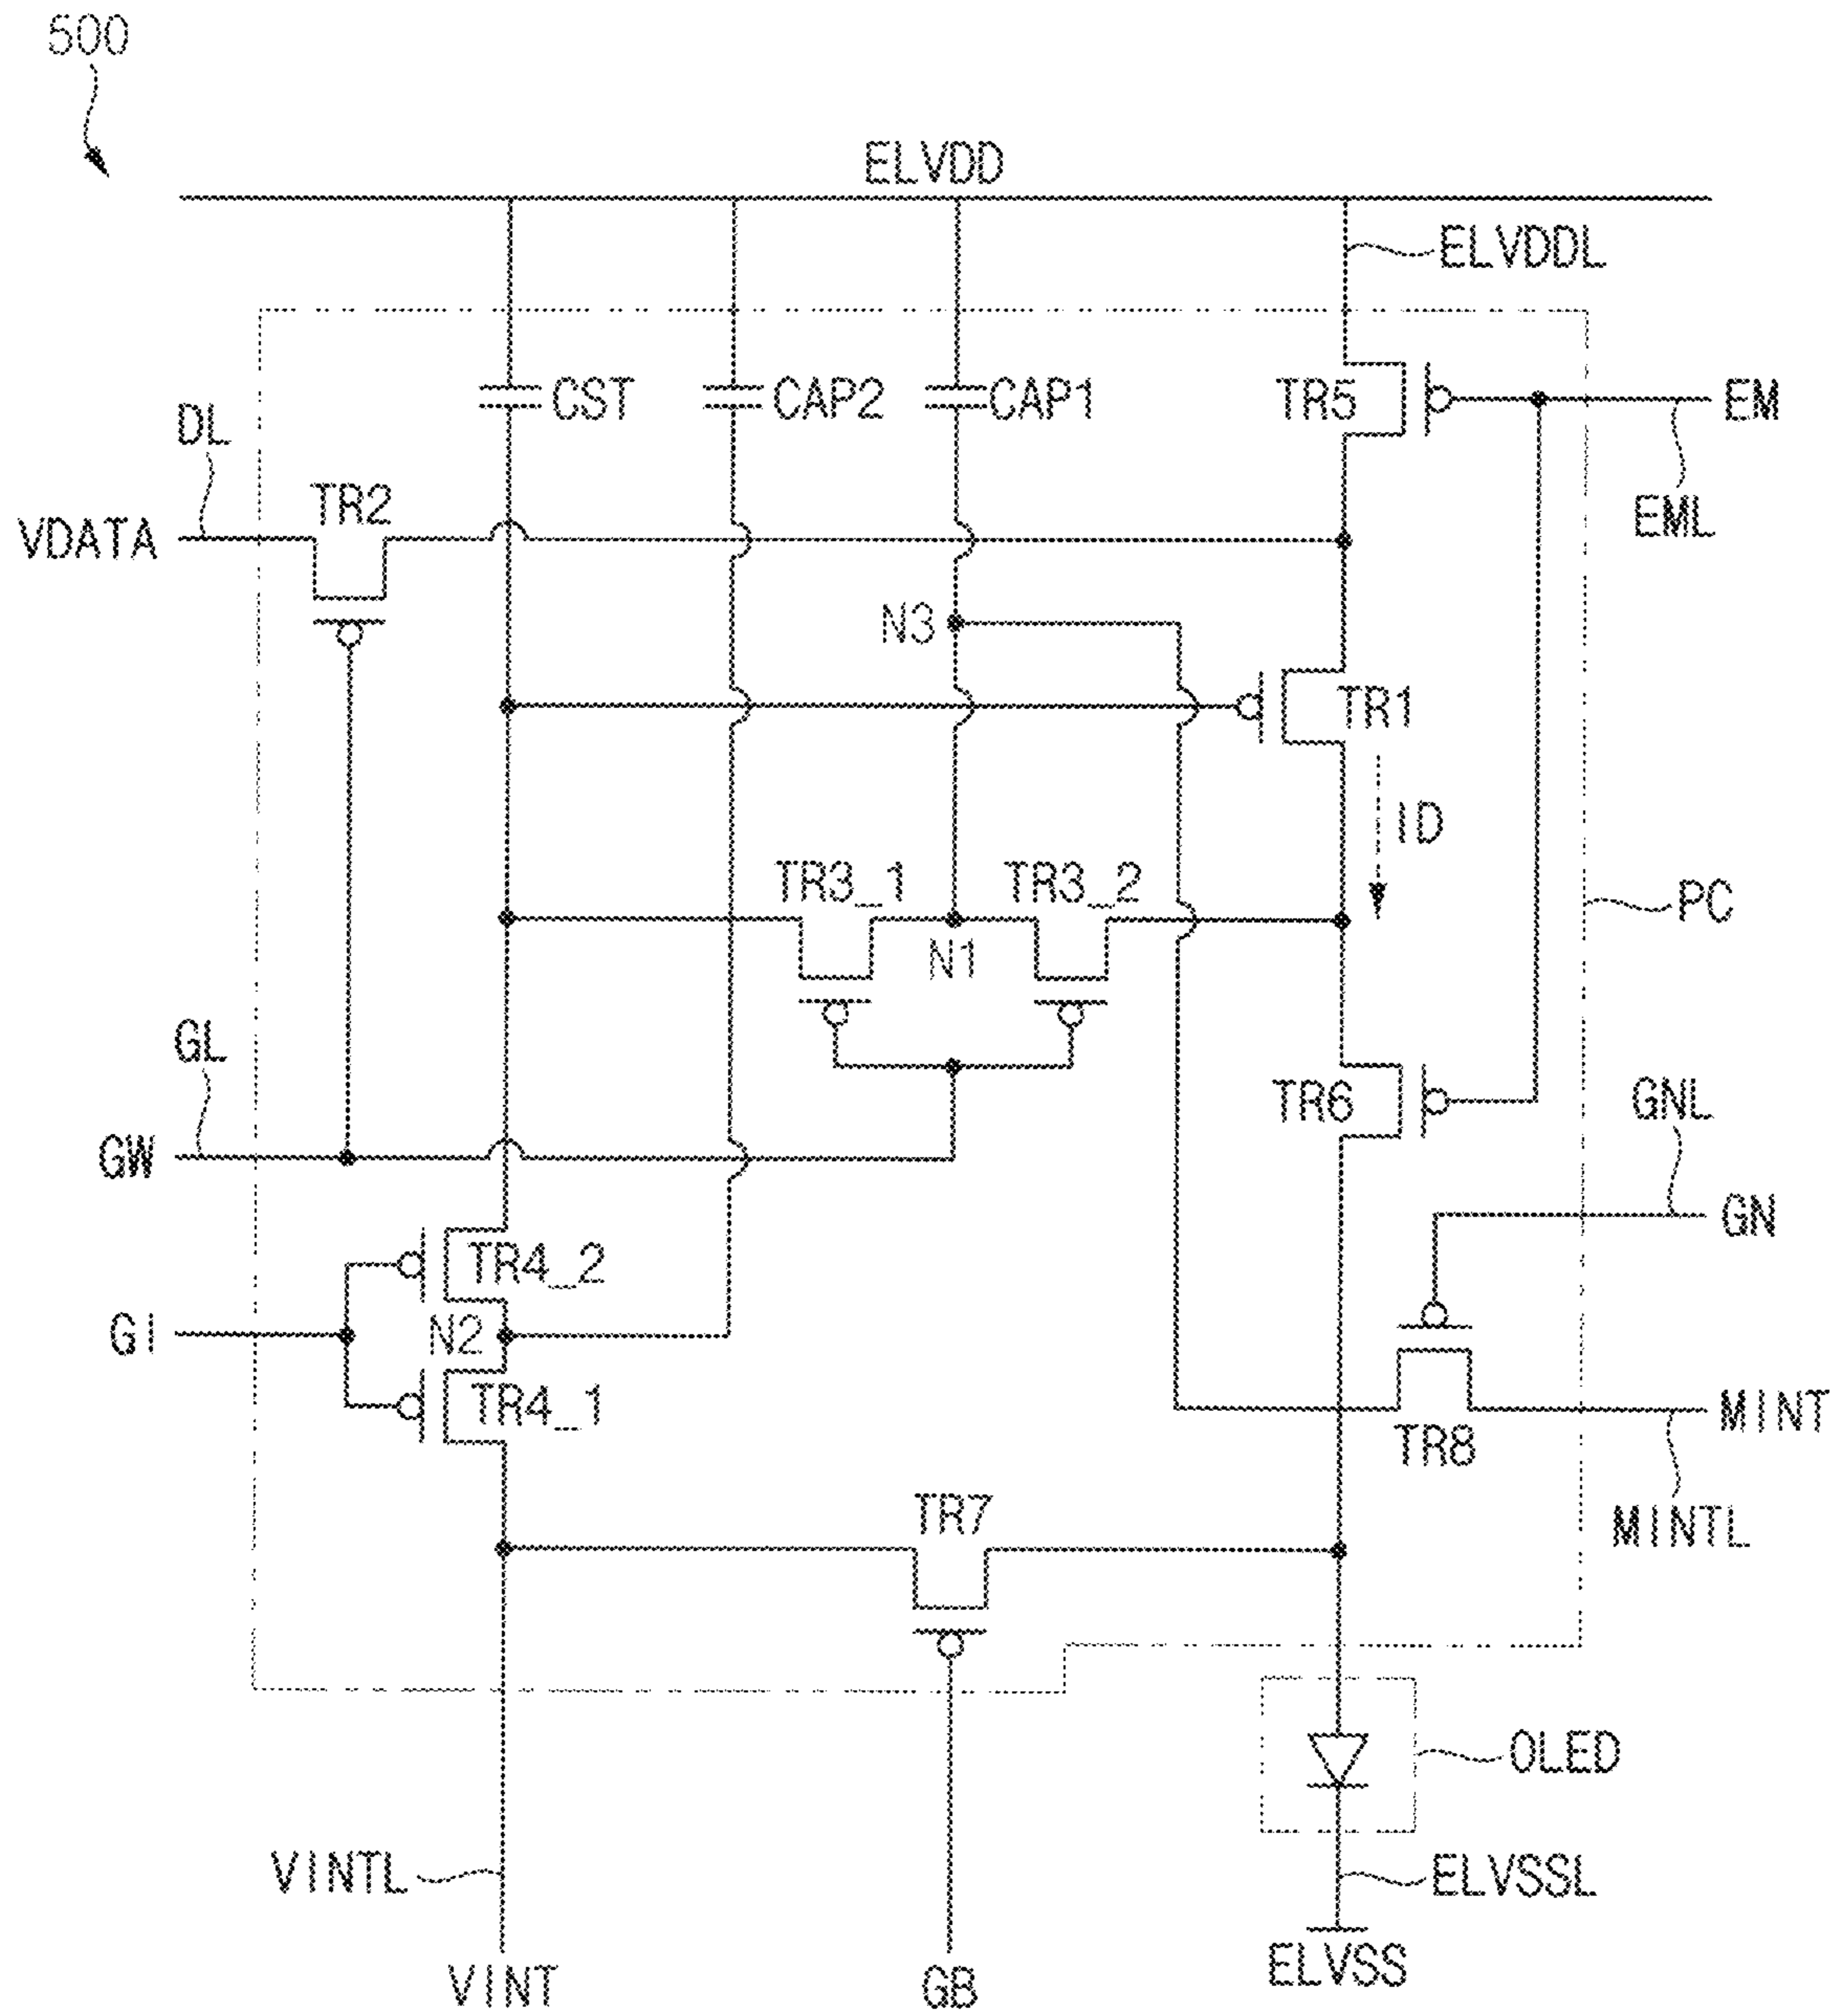 500
ELVDD
ELVDDL
CST
CAP2
CAP1
TR5
EM
DL
TR2
EML
VDATA
N3
TR1
ID
TR3_1
TR3_2
PC
N1
GL
TR6
GNL
GW
GN
TR4_2
GI
N2
TR4_1
MINT
TR8
TR7
MINTL
OLED
VINTL
ELVSSL
VINT
GB
ELVSS